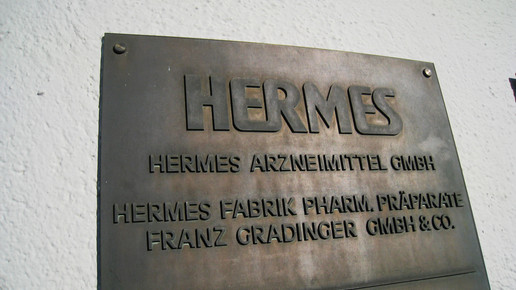 HERMES
HERMES ARZNEIMITTEL GMBH
HERMES FABRIK PHARM. PRÄPARATE
FRANZ GRADINGER GMBH & CO.